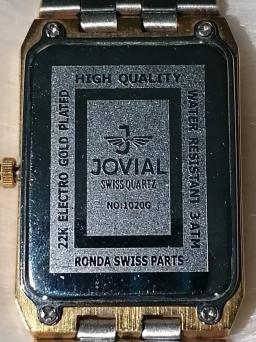 HIGH QUALITY
22K ELECTRO GOLD PLATED
WATER RESISTANT 3 ATM
JOVIAL
SWISS QUARTZ
NO:1020G
RONDA SWISS PARTS